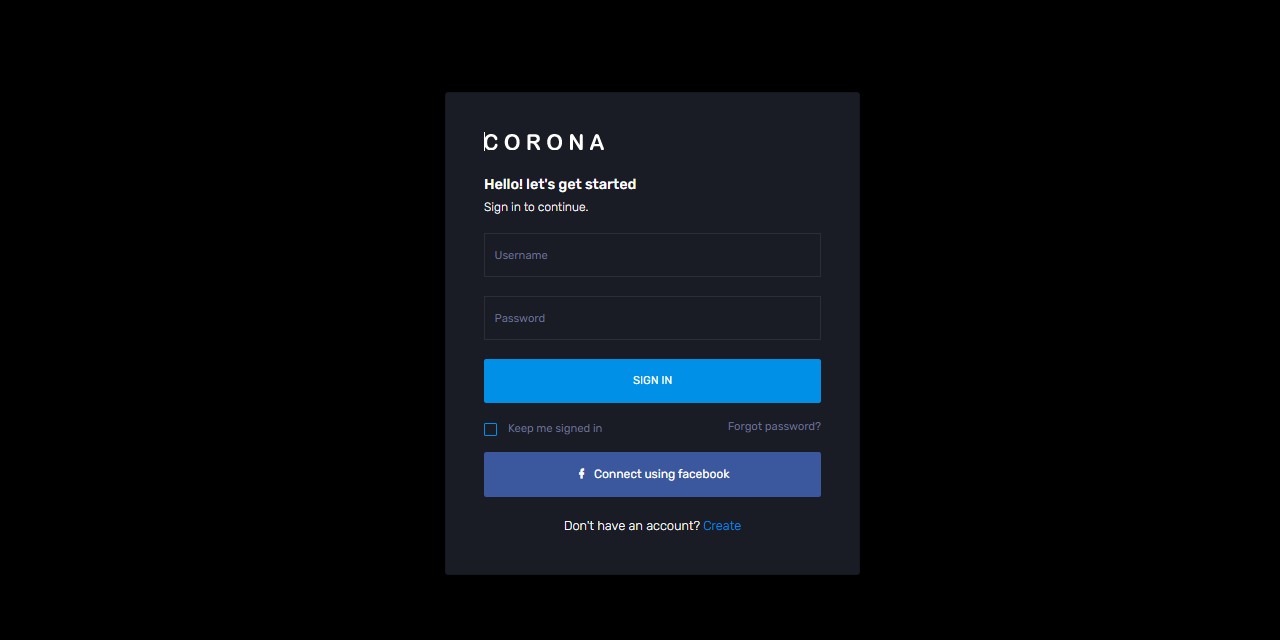 CORONA
Hello! let's get started
Sign in to continue.
Username
Password
SIGN IN
Keep me signed in
Forgot password?
Connect using facebook
Don't have an account? Create